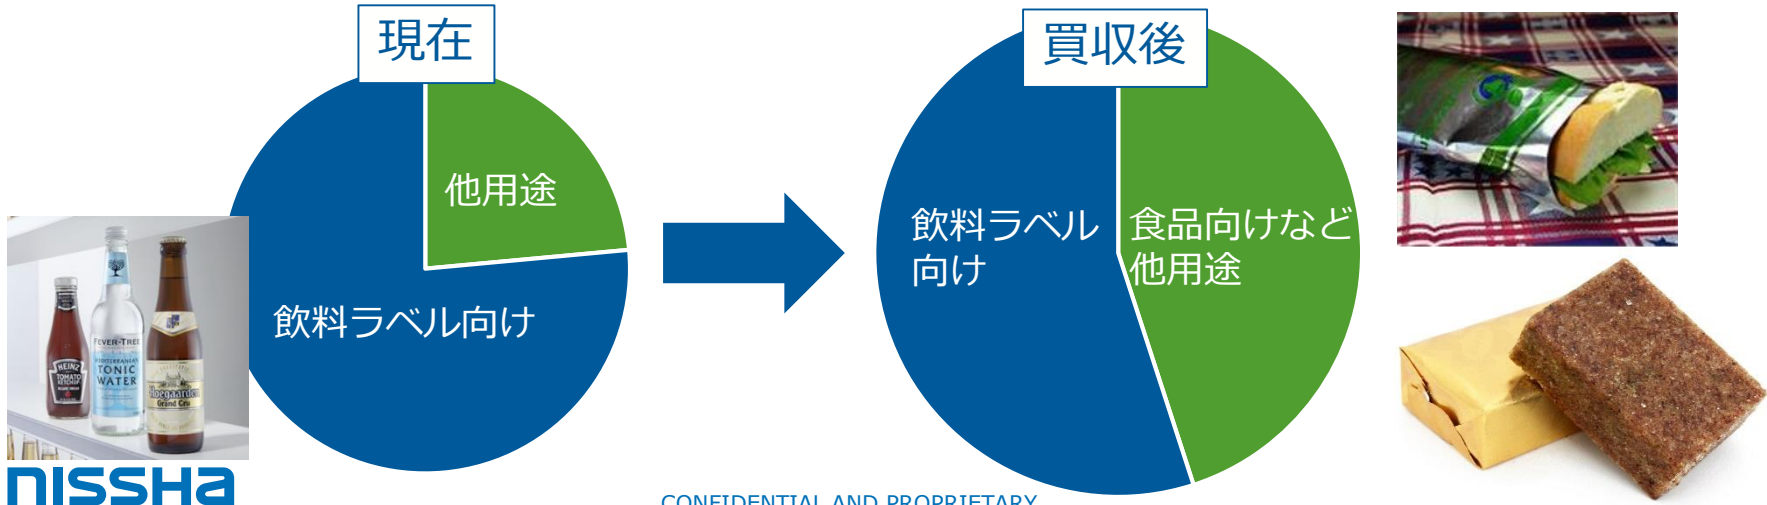 現在
買収後
他用途
飲料ラベル向け
飲料ラベル
向け
食品向けなど
他用途
HEINZ
TOMATO
KETCHUP
FEVER-TREE
MEDITERRANEAN
TONIC
WATER
Hoegaarden
Grand Cru
NISSHA
CONFIDENTIAL AND PROPRIETARY